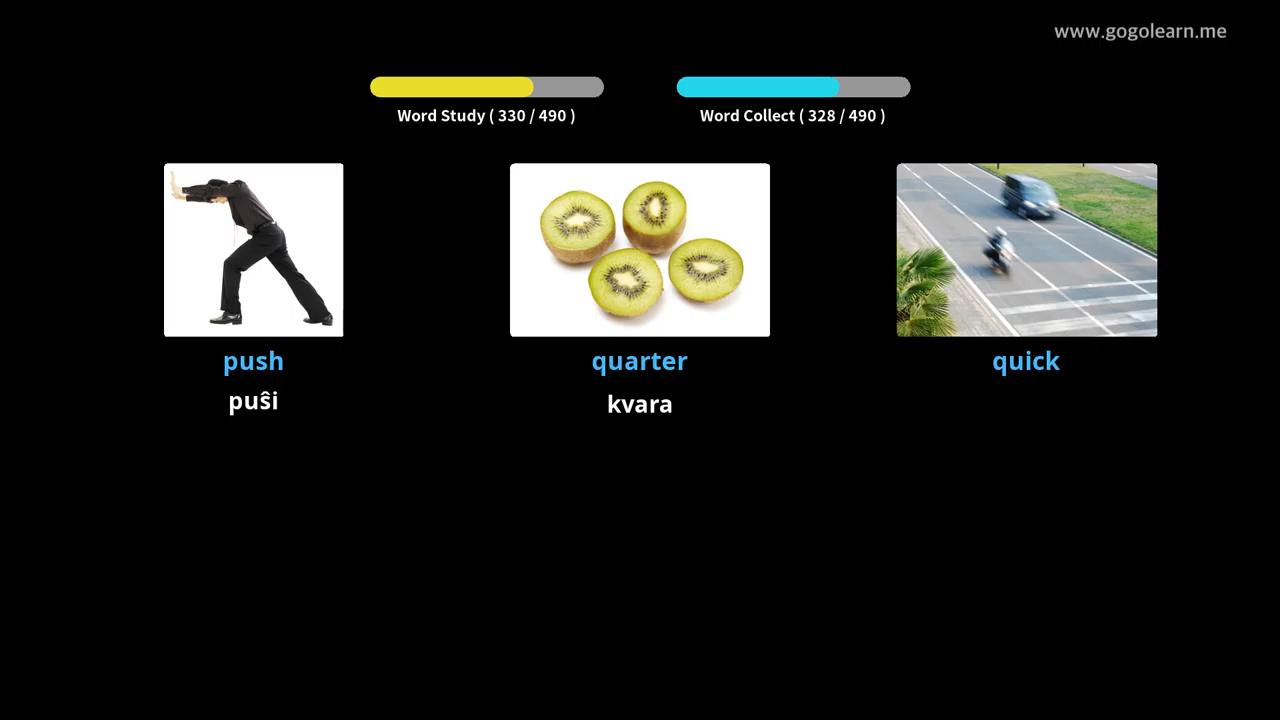 www.gogolearn.me
Word Study ( 330 / 490 )
Word Collect ( 328 / 490 )
push
quarter
quick
puŝi
kvara